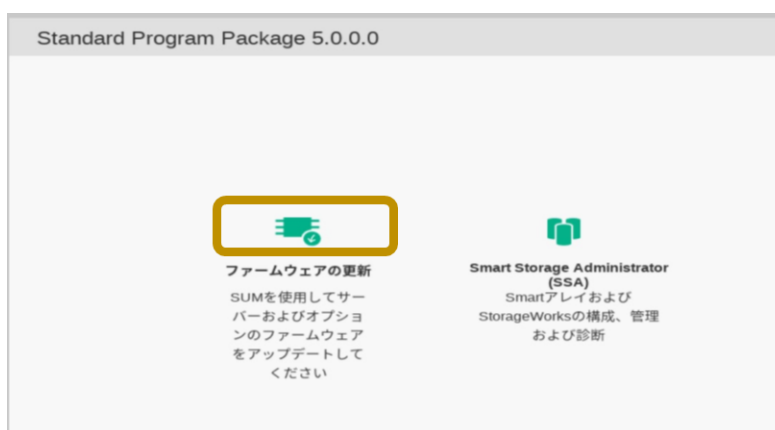 Standard Program Package 5.0.0.0
ファームウェアの更新
SUMを使用してサー
バーおよびオプショ
ンのファームウェア
をアップデートして
ください
Smart Storage Administrator
(SSA)
Smartアレイおよび
StorageWorksの構成、管理
および診断